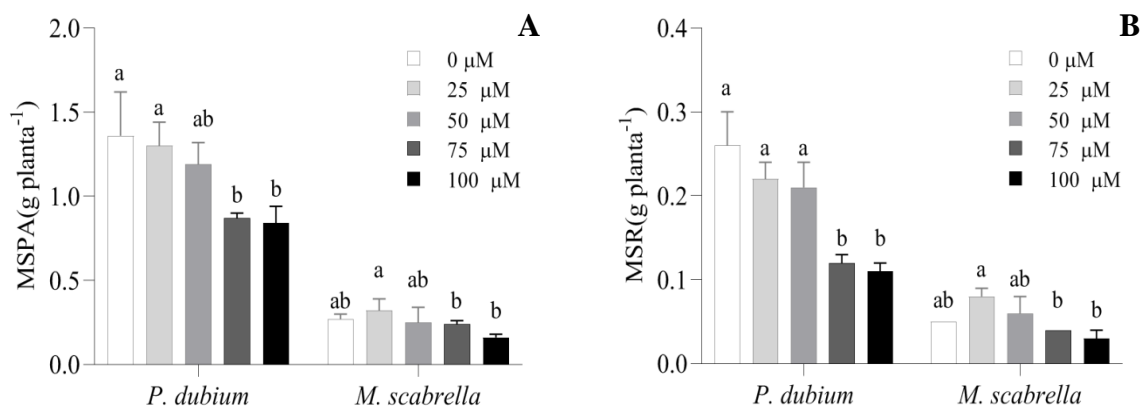 A
2.0
1.5
1.0
0.5
0.0
MSPA(g planta⁻¹)
0 µM
25 µM
50 µM
75 µM
100 µM
a
a
ab
b
b
ab
a
ab
b
b
P. dubium
M. scabrella
B
0.4
0.3
0.2
0.1
0.0
MSR(g planta⁻¹)
0 µM
25 µM
50 µM
75 µM
100 µM
a
a
a
b
b
ab
a
ab
b
b
P. dubium
M. scabrella